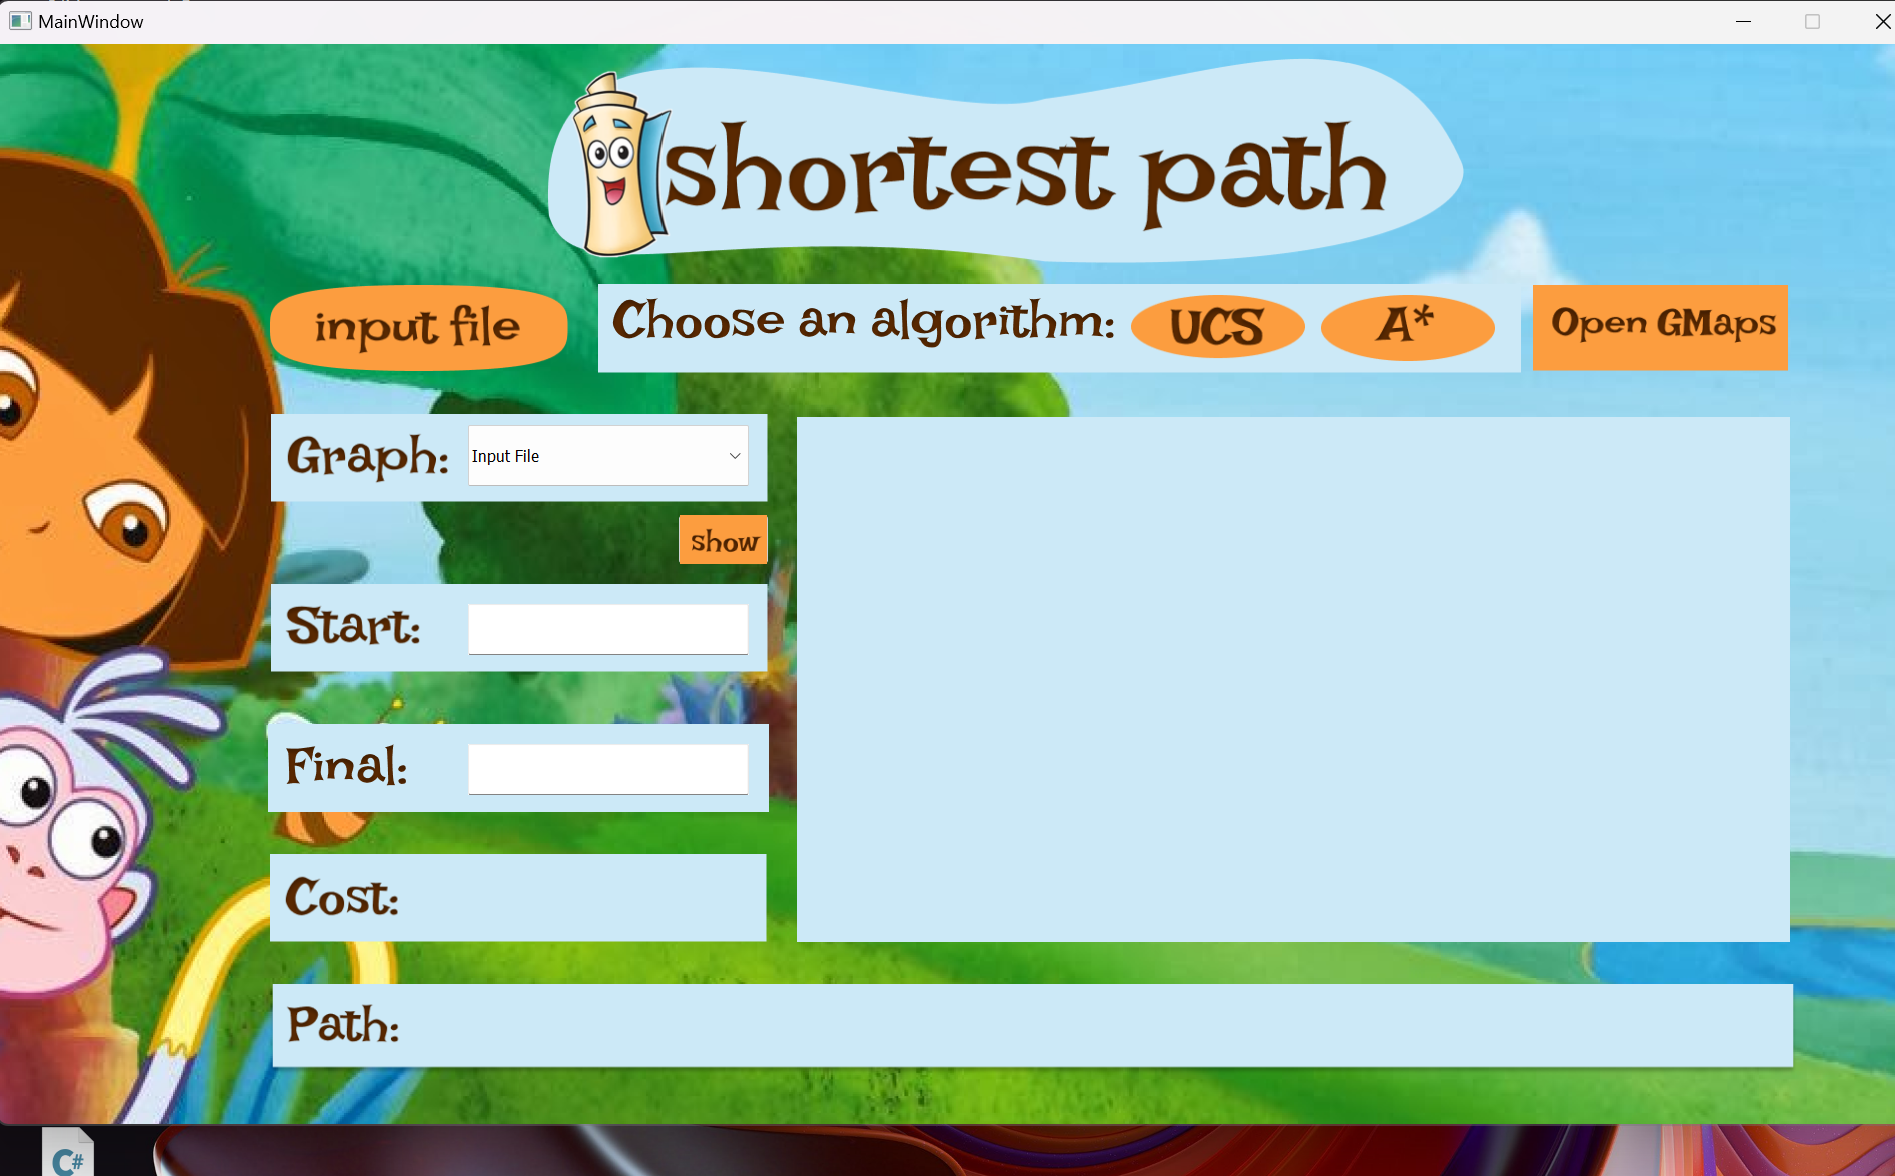 MainWindow
shortest path
input file
Choose an algorithm:
UCS
A*
Open GMaps
Graph:
Input File
show
Start:
Final:
Cost:
Path:
C#